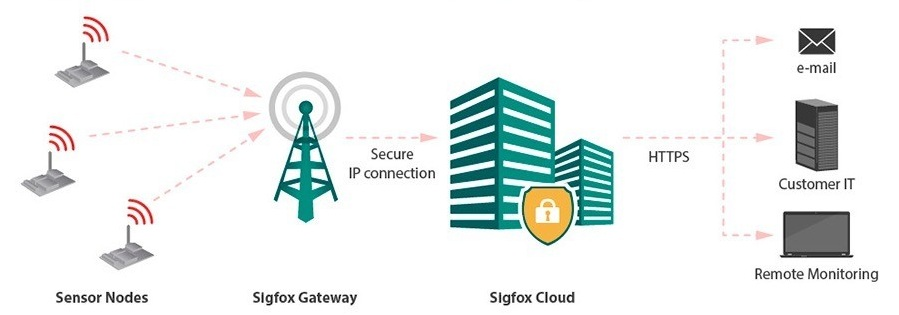 e-mail
Secure
IP connection
HTTPS
Customer IT
Remote Monitoring
Sensor Nodes
Sigfox Gateway
Sigfox Cloud